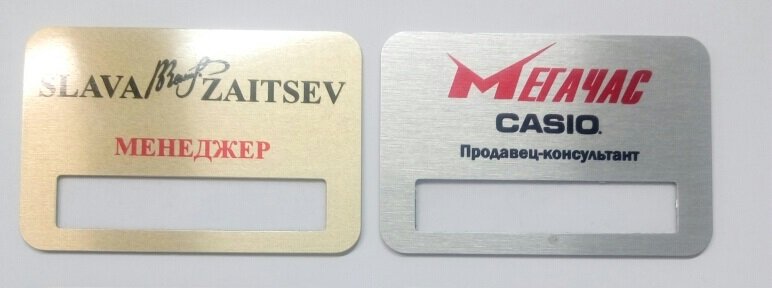 SLAVA ZAITSEV
МЕНЕДЖЕР
МЕГАЧАС
CASIO.
Продавец-консультант